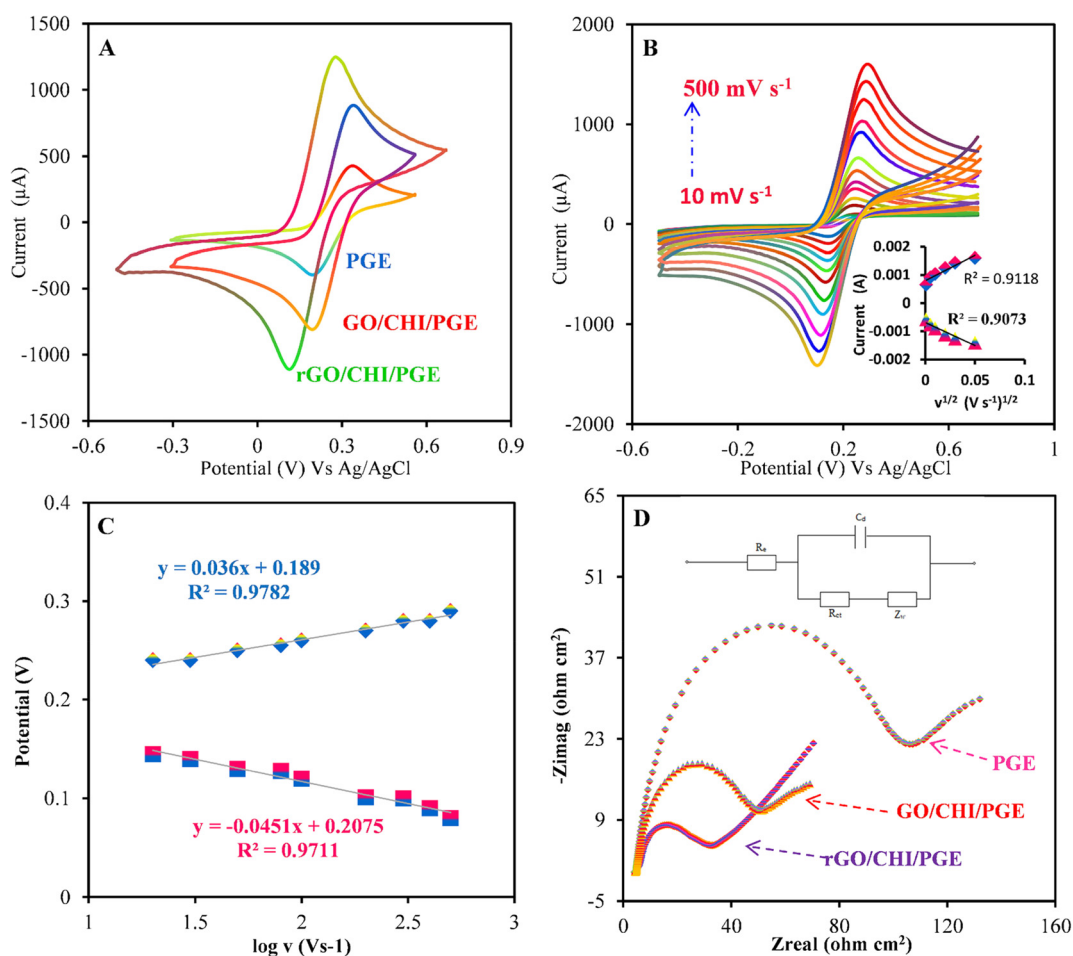 A
1500
1000
500
0
-500
-1000
-1500
Current (µA)
PGE
GO/CHI/PGE
rGO/CHI/PGE
-0.6
-0.3
0
0.3
0.6
0.9
Potential (V) Vs Ag/AgCl
B
2000
1000
0
-1000
-2000
Current (µA)
500 mV s-1
10 mV s-1
0.002
0.001
0
-0.001
-0.002
Current (A)
R² = 0.9118
R² = 0.9073
0
0.05
0.1
v1/2 (V s-1)1/2
-0.6
-0.2
0.2
0.6
1
Potential (V) Vs Ag/AgCl
C
0.4
0.3
0.2
0.1
0
Potential (V)
y = 0.036x + 0.189
R² = 0.9782
y = -0.0451x + 0.2075
R² = 0.9711
1
1.5
2
2.5
3
log v (Vs-1)
D
65
51
37
23
9
-5
-Zimag (ohm cm2)
Re
Cd
Rct
Zw
PGE
GO/CHI/PGE
rGO/CHI/PGE
0
40
80
120
160
Zreal (ohm cm2)